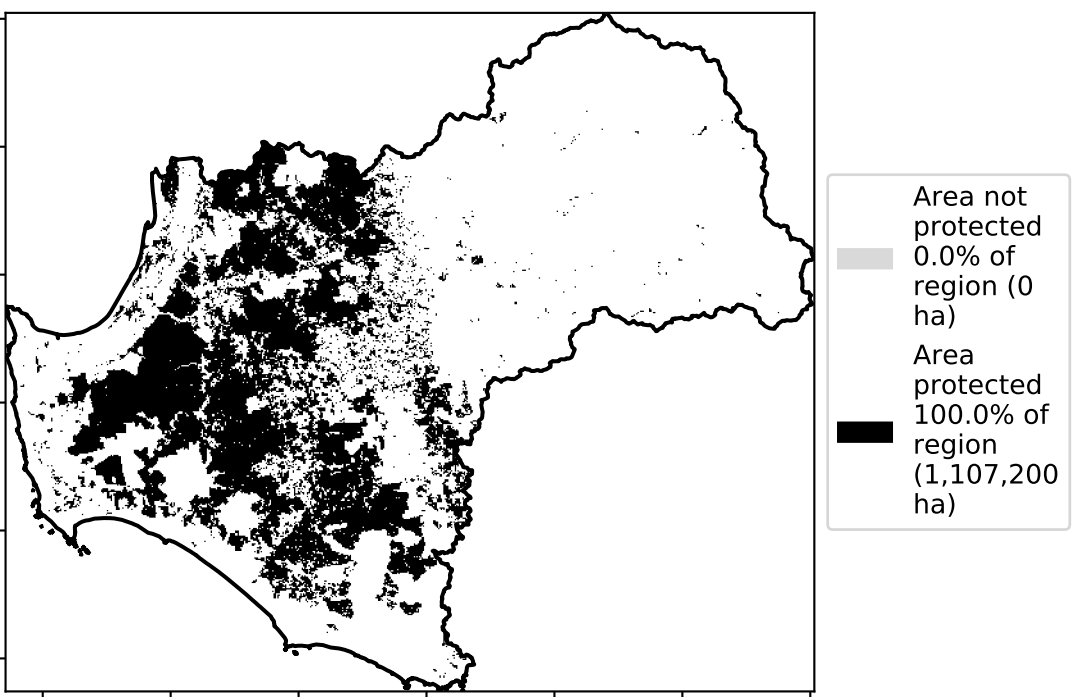 Area not
protected
0.0% of
region (0
ha)
Area
protected
100.0% of
region
(1,107,200
ha)